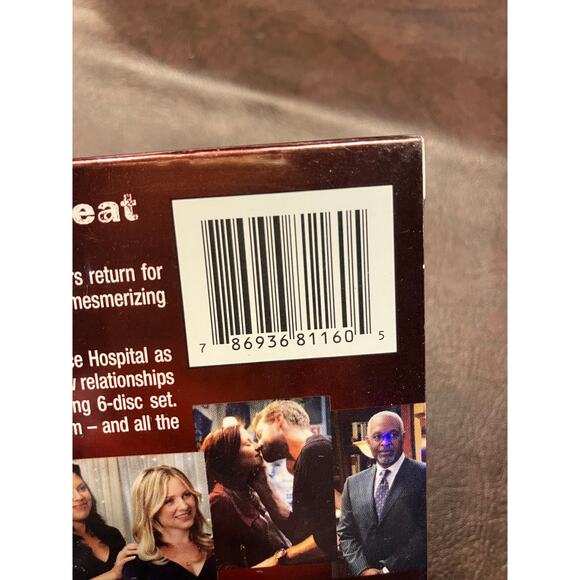 eat
rs return for
mesmerizing
ce Hospital as
w relationships
ng 6-disc set.
m – and all the
7 86936 81160 5